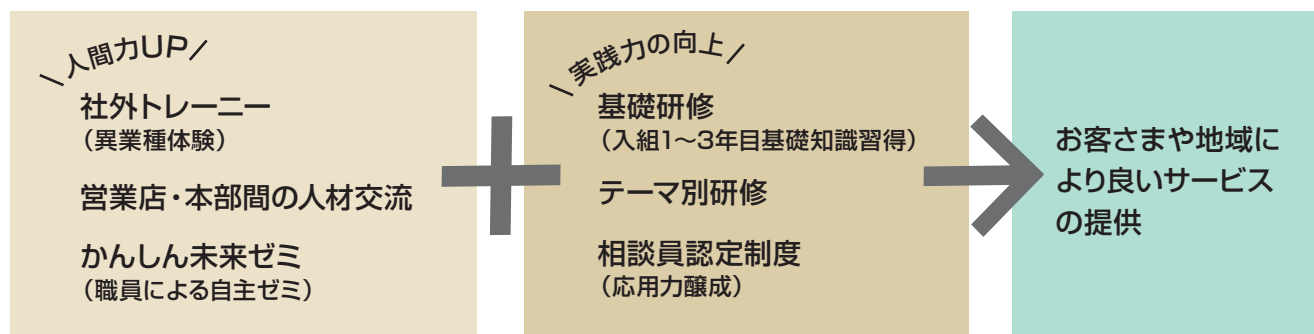 \人間力UP/
社外トレーニー
（異業種体験）
営業店・本部間の人材交流
かんしん未来ゼミ
（職員による自主ゼミ）
\実践力の向上/
基礎研修
（入組1〜3年目基礎知識習得）
テーマ別研修
相談員認定制度
（応用力醸成）
お客さまや地域に
より良いサービス
の提供